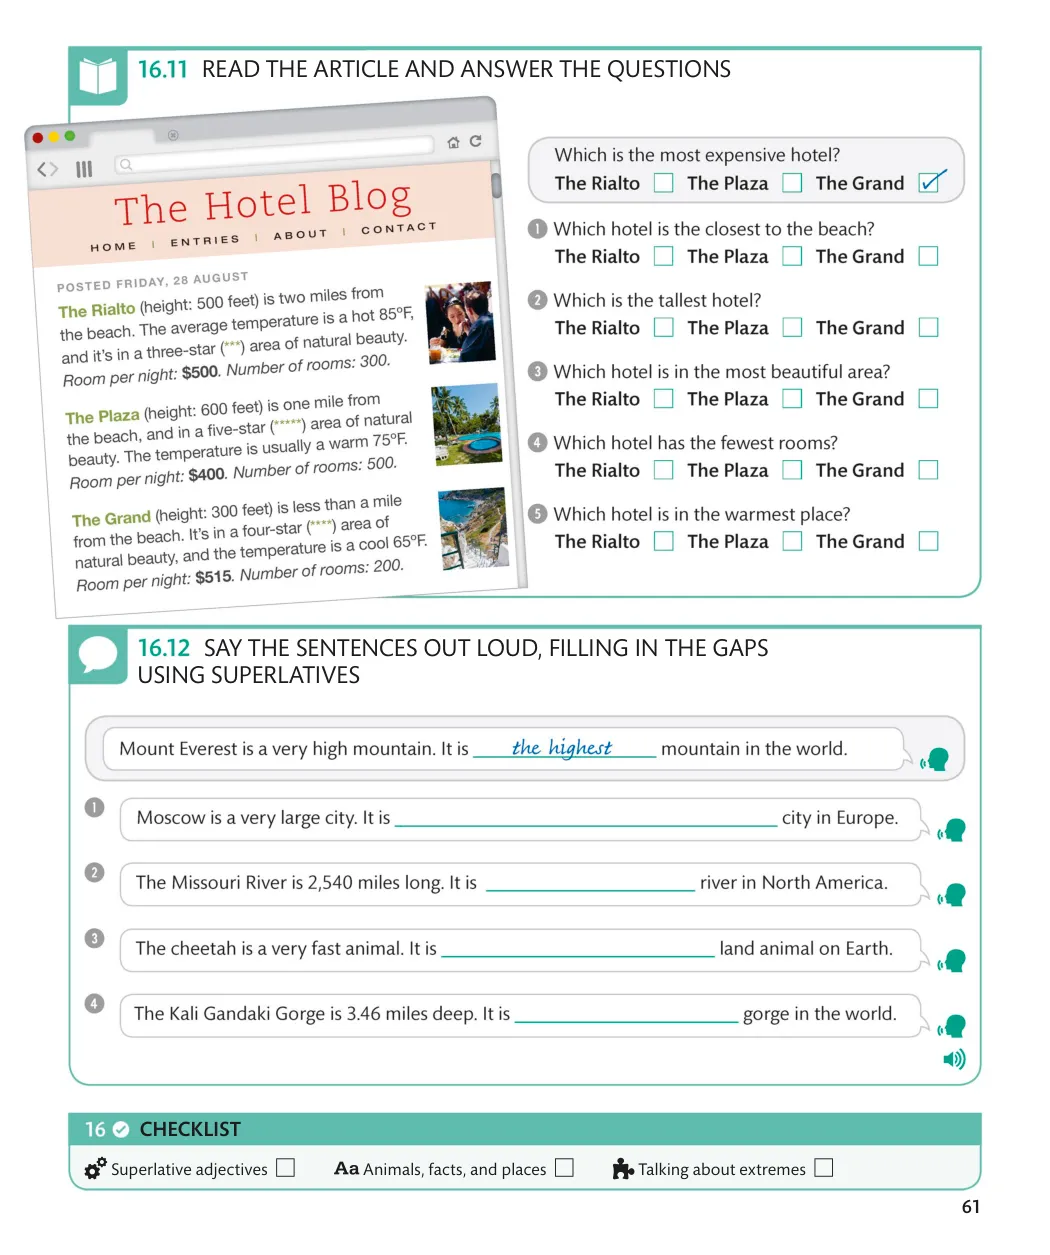 16.11 READ THE ARTICLE AND ANSWER THE QUESTIONS
The Hotel Blog
HOME | ENTRIES | ABOUT | CONTACT
POSTED FRIDAY, 28 AUGUST
The Rialto (height: 500 feet) is two miles from
the beach. The average temperature is a hot 85ºF,
and it's in a three-star (***) area of natural beauty.
Room per night: $500. Number of rooms: 300.
The Plaza (height: 600 feet) is one mile from
the beach, and in a five-star (*****) area of natural
beauty. The temperature is usually a warm 75ºF.
Room per night: $400. Number of rooms: 500.
The Grand (height: 300 feet) is less than a mile
from the beach. It's in a four-star (****) area of
natural beauty, and the temperature is a cool 65ºF.
Room per night: $515. Number of rooms: 200.
Which is the most expensive hotel?
The Rialto The Plaza The Grand
1 Which hotel is the closest to the beach?
The Rialto The Plaza The Grand
2 Which is the tallest hotel?
The Rialto The Plaza The Grand
3 Which hotel is in the most beautiful area?
The Rialto The Plaza The Grand
4 Which hotel has the fewest rooms?
The Rialto The Plaza The Grand
5 Which hotel is in the warmest place?
The Rialto The Plaza The Grand
16.12 SAY THE SENTENCES OUT LOUD, FILLING IN THE GAPS
USING SUPERLATIVES
Mount Everest is a very high mountain. It is the highest mountain in the world.
1 Moscow is a very large city. It is ____ city in Europe.
2 The Missouri River is 2,540 miles long. It is ____ river in North America.
3 The cheetah is a very fast animal. It is ____ land animal on Earth.
4 The Kali Gandaki Gorge is 3.46 miles deep. It is ____ gorge in the world.
16 CHECKLIST
Superlative adjectives Aa Animals, facts, and places Talking about extremes
61